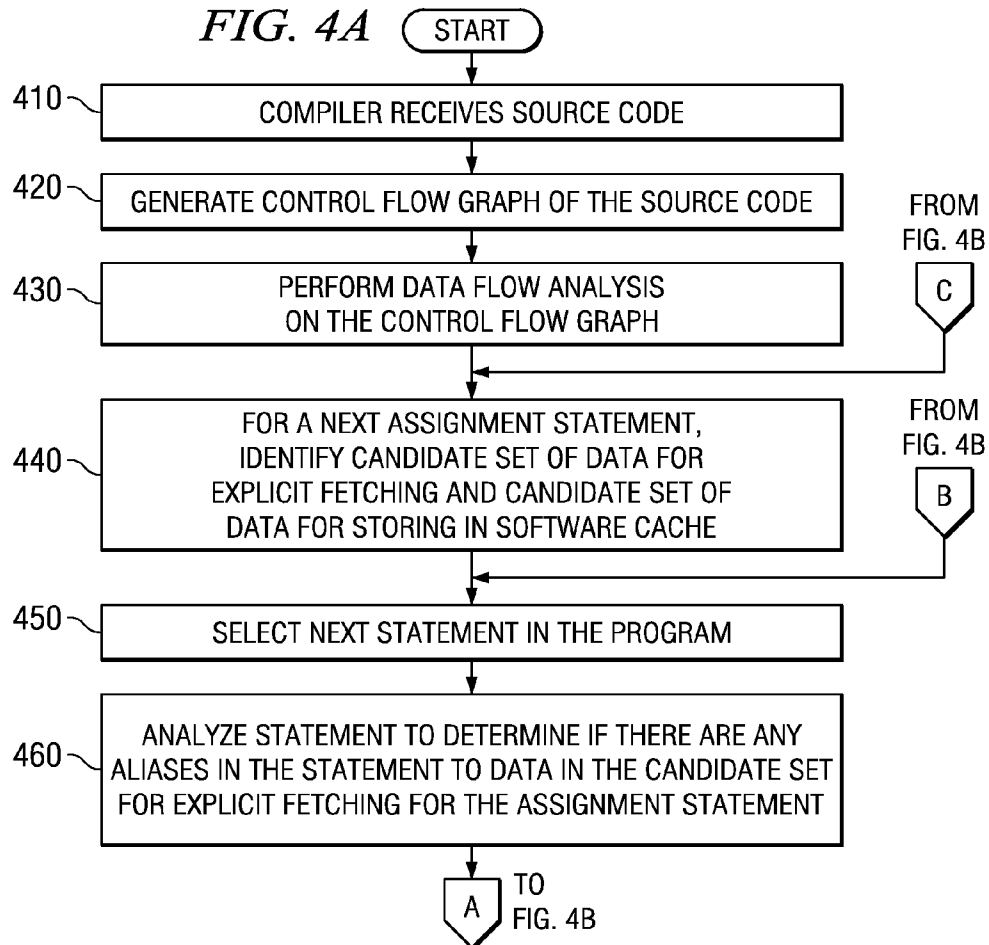 FIG. 4A
START
410
COMPILER RECEIVES SOURCE CODE
420
GENERATE CONTROL FLOW GRAPH OF THE SOURCE CODE
FROM
FIG. 4B
430
PERFORM DATA FLOW ANALYSIS
ON THE CONTROL FLOW GRAPH
C
440
FOR A NEXT ASSIGNMENT STATEMENT,
IDENTIFY CANDIDATE SET OF DATA FOR
EXPLICIT FETCHING AND CANDIDATE SET OF
DATA FOR STORING IN SOFTWARE CACHE
FROM
FIG. 4B
B
450
SELECT NEXT STATEMENT IN THE PROGRAM
460
ANALYZE STATEMENT TO DETERMINE IF THERE ARE ANY
ALIASES IN THE STATEMENT TO DATA IN THE CANDIDATE SET
FOR EXPLICIT FETCHING FOR THE ASSIGNMENT STATEMENT
A
TO
FIG. 4B